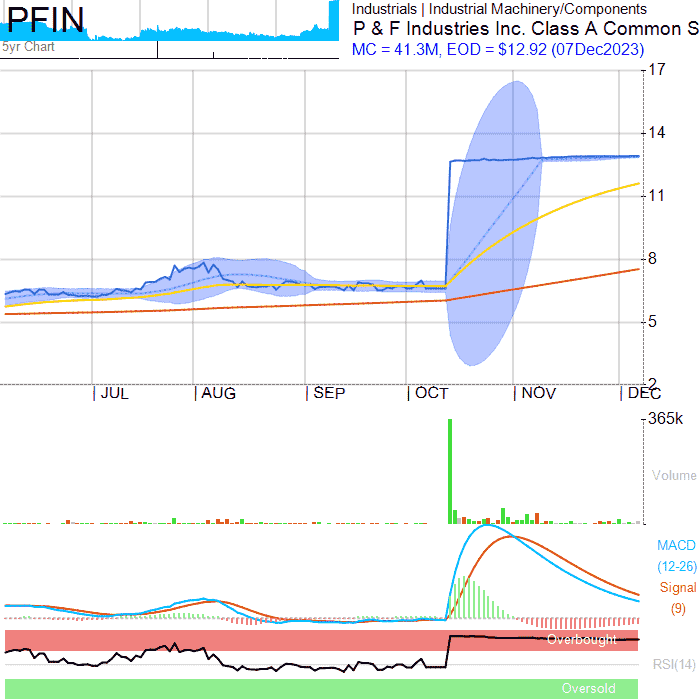 PFIN
5yr Chart
Industrials | Industrial Machinery/Components
P & F Industries Inc. Class A Common S
MC = 41.3M, EOD = $12.92 (07Dec2023)
17
14
11
8
5
2
JUL
AUG
SEP
OCT
NOV
DEC
365k
Volume
MACD
(12-26)
Signal
(9)
Overbought
RSI(14)
Oversold